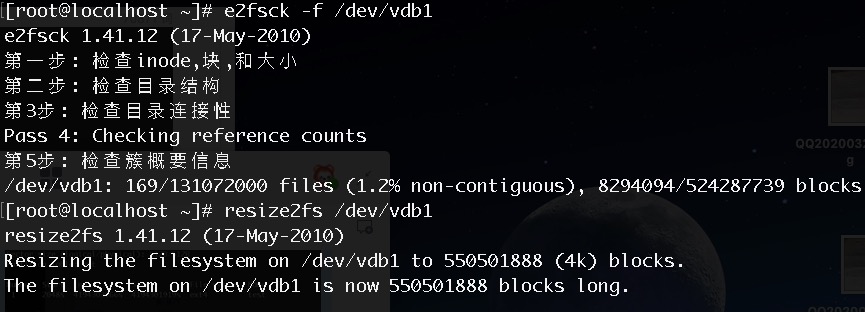 [root@localhost ~]# e2fsck -f /dev/vdb1
e2fsck 1.41.12 (17-May-2010)
第一步: 检查inode,块,和大小
第二步: 检查目录结构
第3步: 检查目录连接性
Pass 4: Checking reference counts
第5步: 检查簇概要信息
/dev/vdb1: 169/131072000 files (1.2% non-contiguous), 8294094/524287739 blocks
[root@localhost ~]# resize2fs /dev/vdb1
resize2fs 1.41.12 (17-May-2010)
Resizing the filesystem on /dev/vdb1 to 550501888 (4k) blocks.
The filesystem on /dev/vdb1 is now 550501888 blocks long.
QQ2020032
g